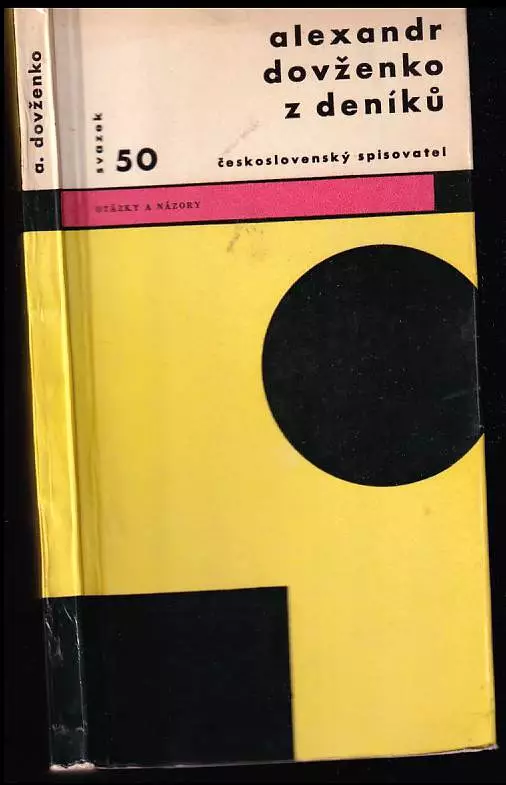 a. dovženko
alexandr
dovženko
z deníků
svazek
50
československý spisovatel
OTÁZKY A NÁZORY